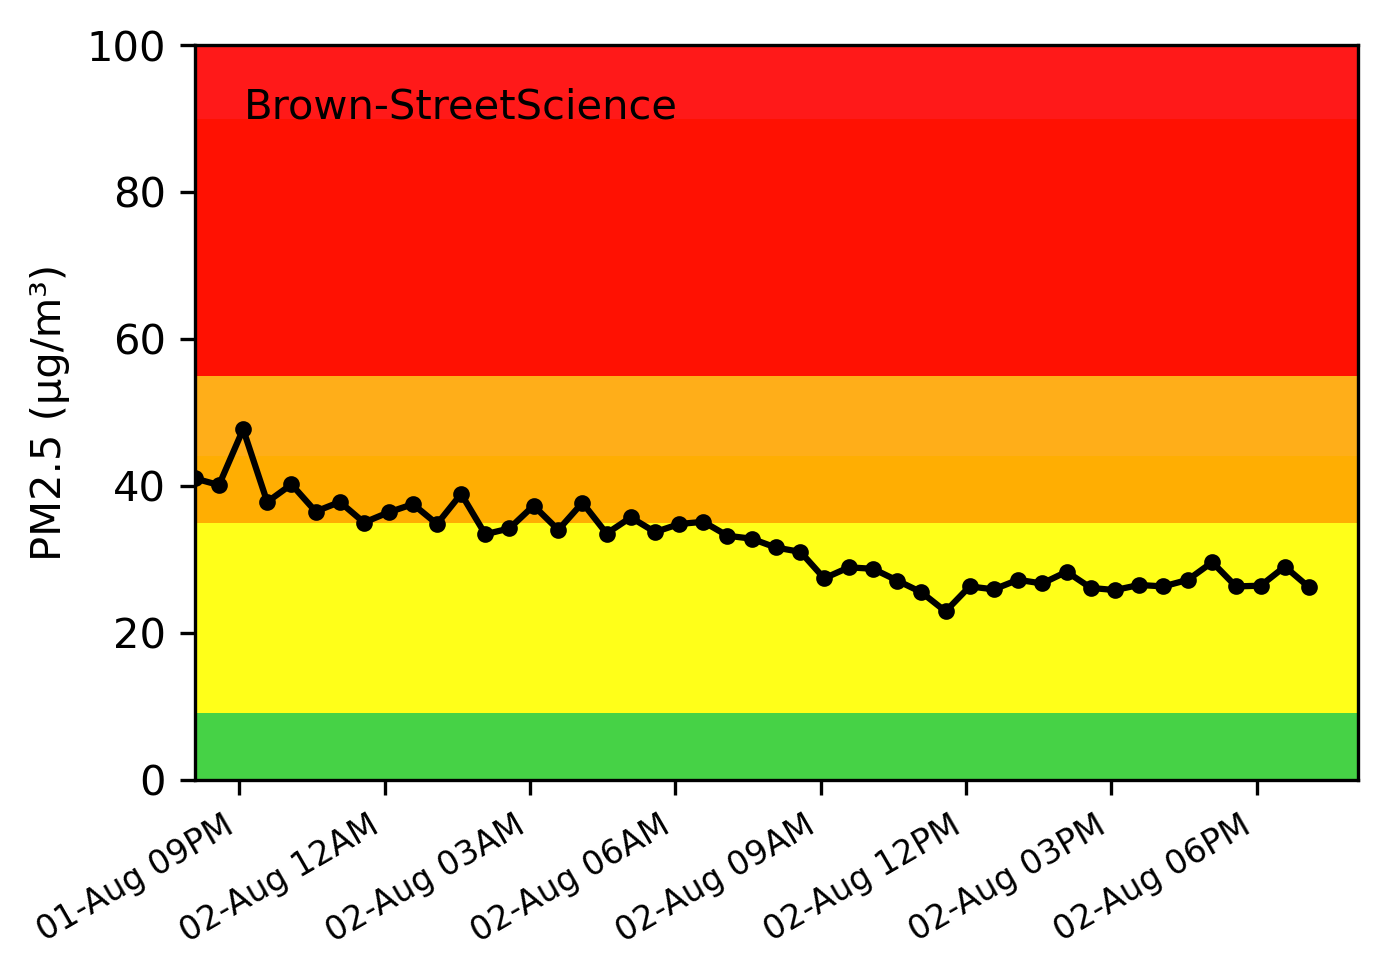 Brown-StreetScience
PM2.5 (µg/m³)
100
80
60
40
20
0
01-Aug 09PM
02-Aug 12AM
02-Aug 03AM
02-Aug 06AM
02-Aug 09AM
02-Aug 12PM
02-Aug 03PM
02-Aug 06PM